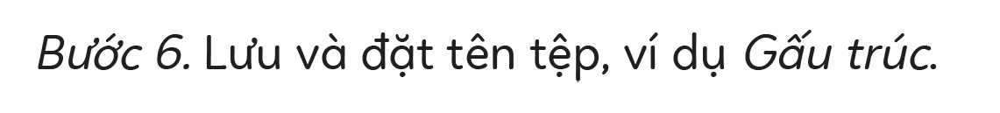 Bước 6. Lưu và đặt tên tệp, ví dụ Gấu trúc.